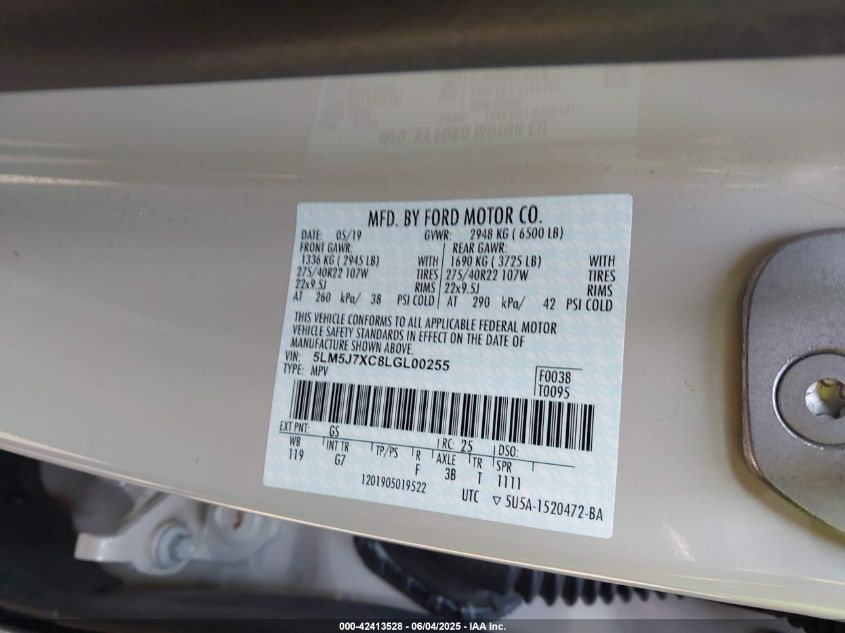 MFD. BY FORD MOTOR CO.
DATE: 05/19 GVWR: 2948 KG ( 6500 LB)
FRONT GAWR: REAR GAWR:
1336 KG ( 2945 LB) WITH 1690 KG ( 3725 LB) WITH
275/40R22 107W TIRES 275/40R22 107W TIRES
22x9.5J RIMS 22x9.5J RIMS
AT 260 kPa/ 38 PSI COLD AT 290 kPa/ 42 PSI COLD
THIS VEHICLE CONFORMS TO ALL APPLICABLE FEDERAL MOTOR
VEHICLE SAFETY STANDARDS IN EFFECT ON THE DATE OF
MANUFACTURE SHOWN ABOVE.
VIN: 5LM5J7XC8LGL00255
TYPE: MPV F0038
T0095
EXT PNT: GS RC: 25 DSO:
WB INT TR TP/PS R AXLE TR SPR
119 G7 F 3B T 1111
1201905019522
UTC ▽ 5U5A-1520472-BA
000-42413528 - 06/04/2025 - IAA Inc.